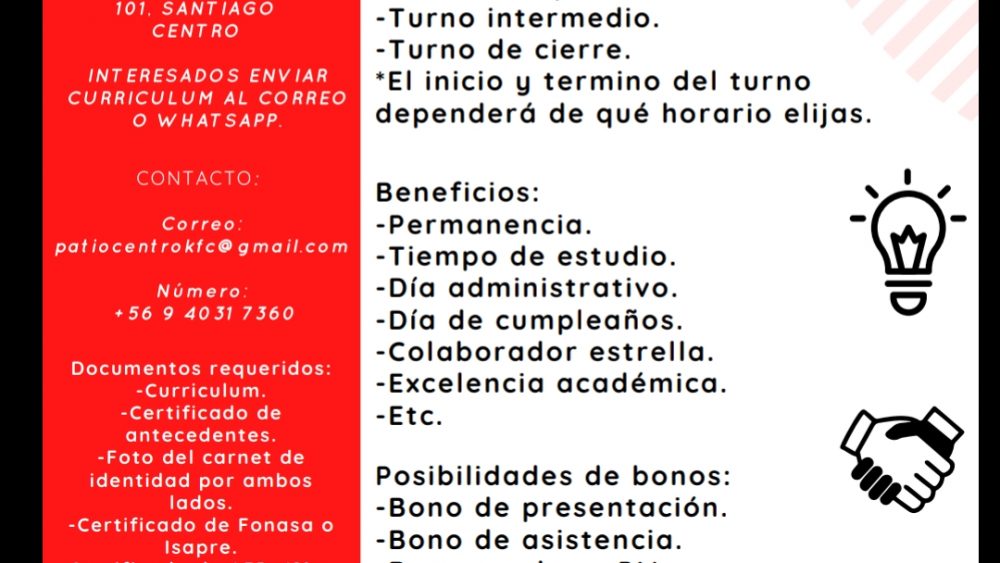 101, SANTIAGO
CENTRO
INTERESADOS ENVIAR
CURRICULUM AL CORREO
O WHATSAPP.
CONTACTO:
Correo:
patiocentrokfc@gmail.com
Número:
+56 9 4031 7360
Documentos requeridos:
-Curriculum.
-Certificado de
antecedentes.
-Foto del carnet de
identidad por ambos
lados.
-Certificado de Fonasa o
Isapre.
-Turno intermedio.
-Turno de cierre.
*El inicio y termino del turno
dependerá de qué horario elijas.
Beneficios:
-Permanencia.
-Tiempo de estudio.
-Día administrativo.
-Día de cumpleaños.
-Colaborador estrella.
-Excelencia académica.
-Etc.
Posibilidades de bonos:
-Bono de presentación.
-Bono de asistencia.